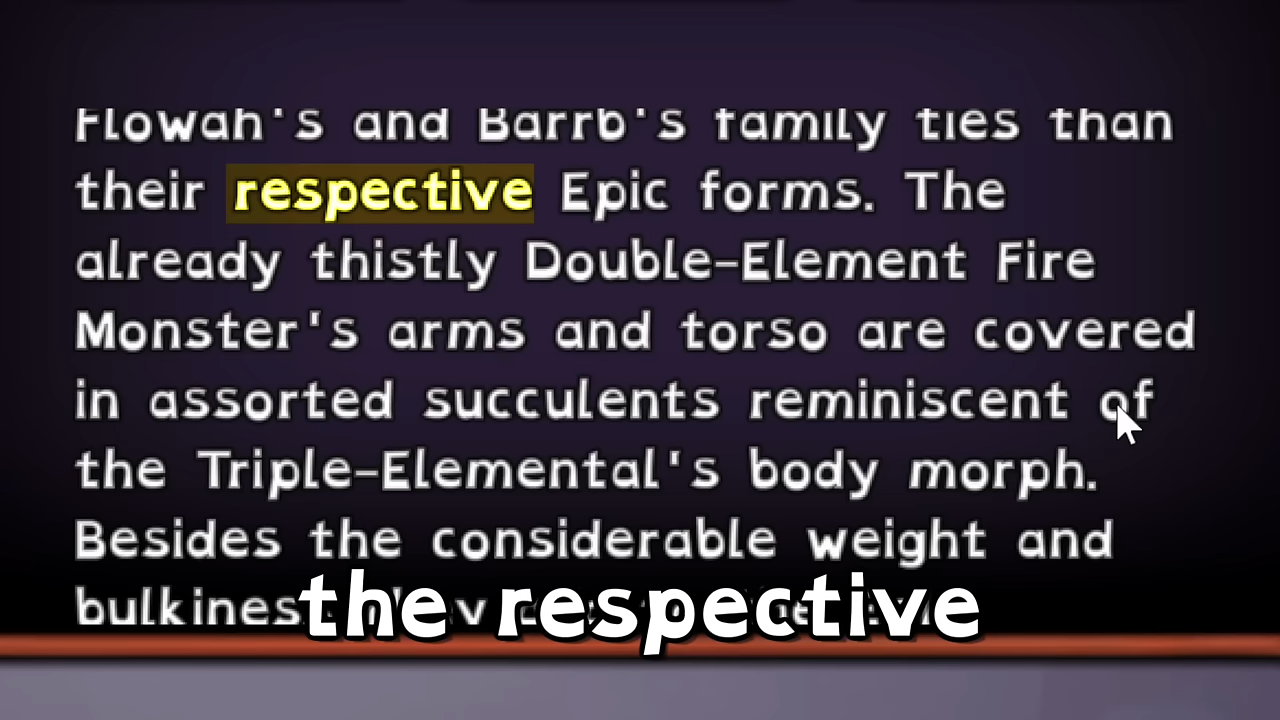 Flowah's and Barrb's family ties than
their respective Epic forms. The
already thistly Double-Element Fire
Monster's arms and torso are covered
in assorted succulents reminiscent of
the Triple-Elemental's body morph.
Besides the considerable weight and
the respective